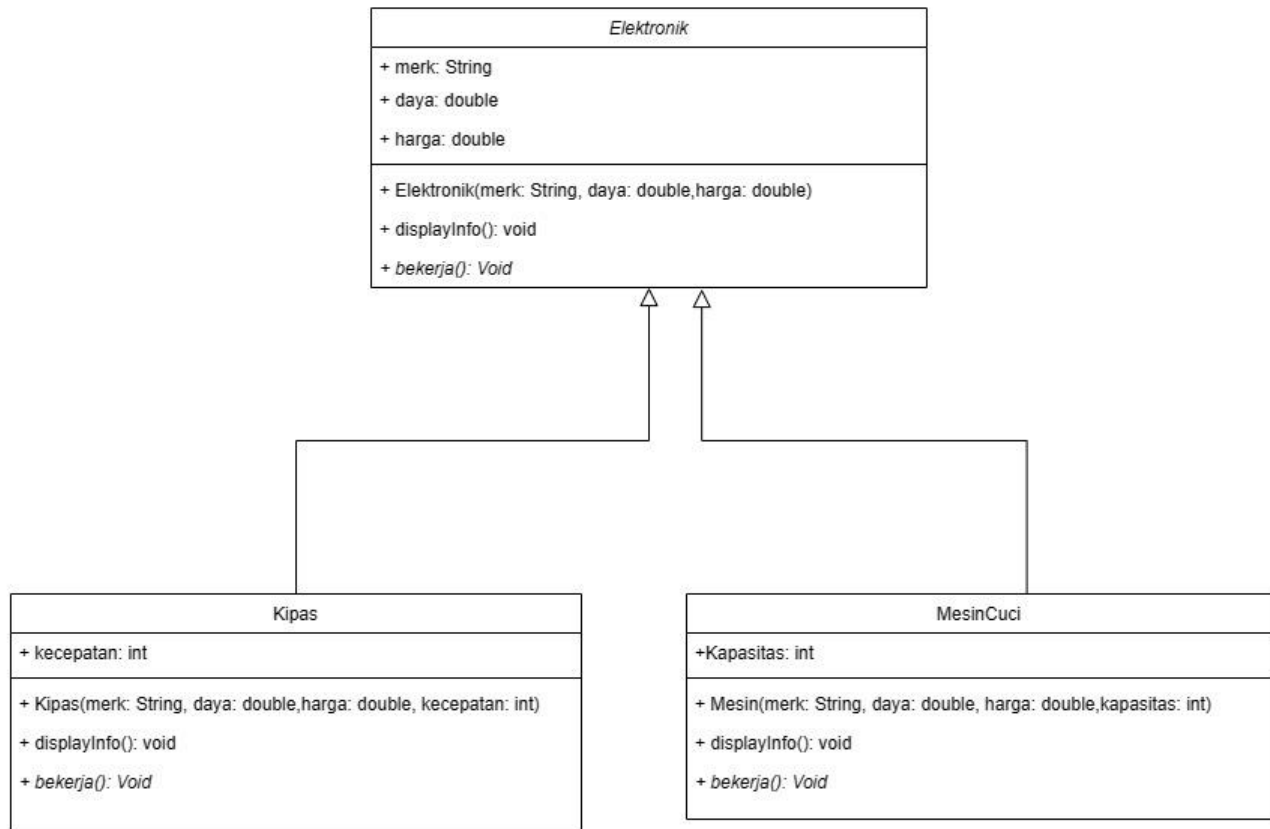 Elektronik
+ merk: String
+ daya: double
+ harga: double
+ Elektronik(merk: String, daya: double,harga: double)
+ displayInfo(): void
+ bekerja(): Void
Kipas
+ kecepatan: int
+ Kipas(merk: String, daya: double,harga: double, kecepatan: int)
+ displayInfo(): void
+ bekerja(): Void
MesinCuci
+Kapasitas: int
+ Mesin(merk: String, daya: double, harga: double,kapasitas: int)
+ displayInfo(): void
+ bekerja(): Void